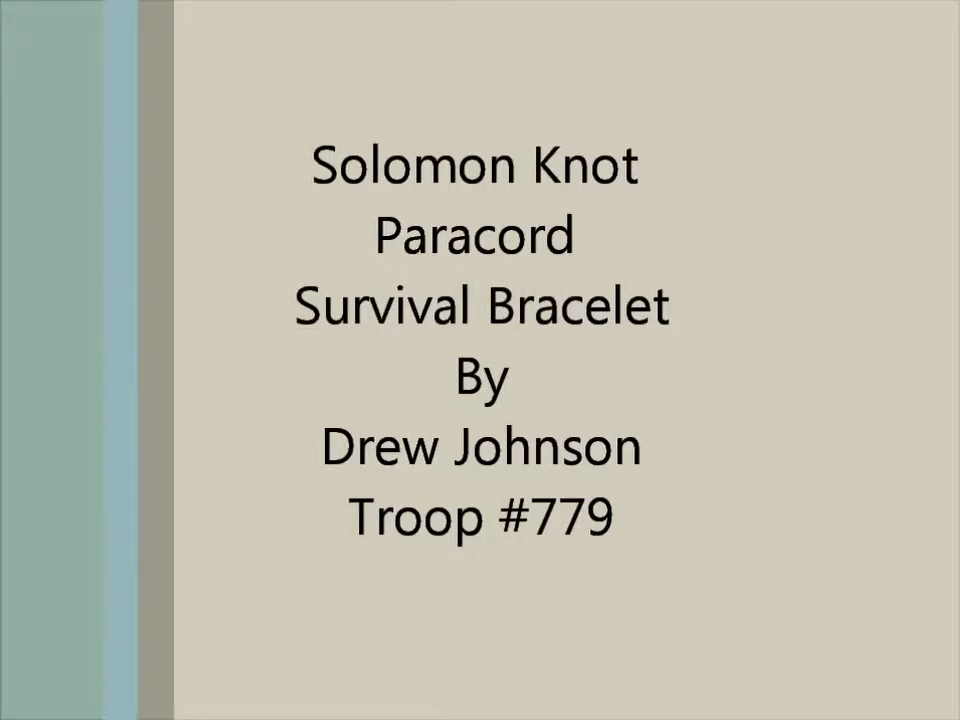 Solomon Knot
Paracord
Survival Bracelet
By
Drew Johnson
Troop #779